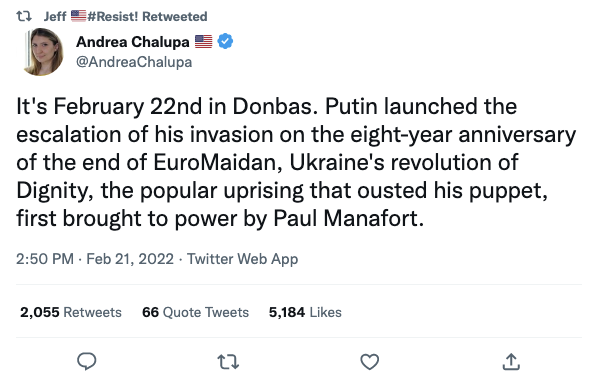 Jeff 🇺🇸#Resist! Retweeted
Andrea Chalupa 🇺🇸
@AndreaChalupa
It's February 22nd in Donbas. Putin launched the
escalation of his invasion on the eight-year anniversary
of the end of EuroMaidan, Ukraine's revolution of
Dignity, the popular uprising that ousted his puppet,
first brought to power by Paul Manafort.
2:50 PM · Feb 21, 2022 · Twitter Web App
2,055 Retweets 66 Quote Tweets 5,184 Likes